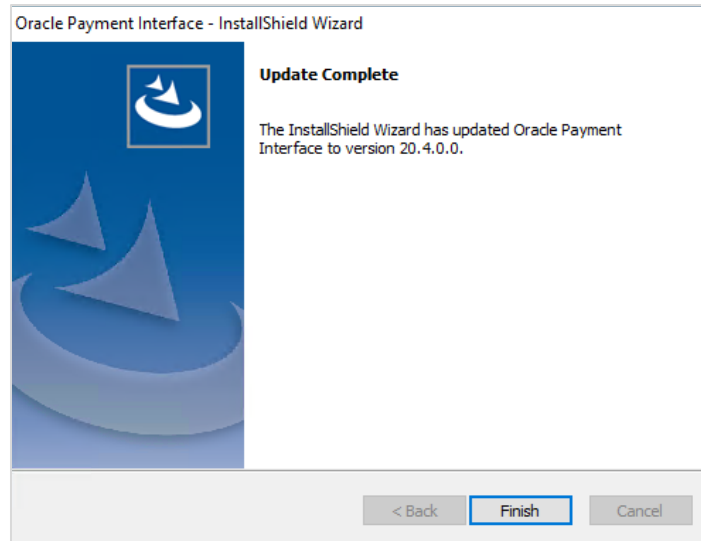 Oracle Payment Interface - InstallShield Wizard
Update Complete
The InstallShield Wizard has updated Oracle Payment
Interface to version 20.4.0.0.
< Back
Finish
Cancel